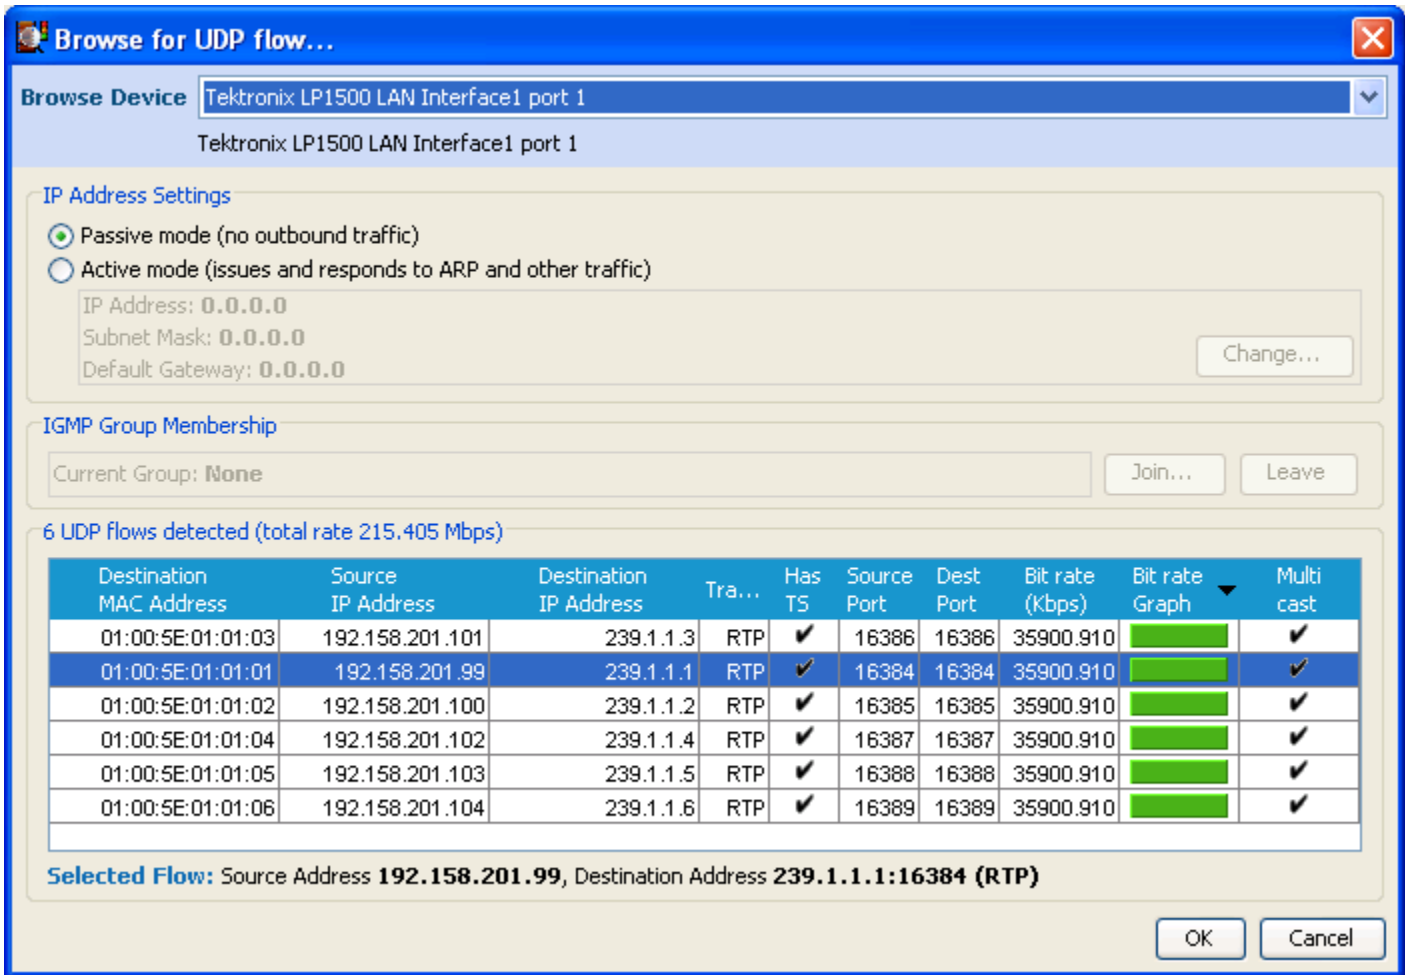 Browse for UDP flow...
Browse Device Tektronix LP1500 LAN Interface1 port 1
Tektronix LP1500 LAN Interface1 port 1
IP Address Settings
Passive mode (no outbound traffic)
Active mode (issues and responds to ARP and other traffic)
IP Address: 0.0.0.0
Subnet Mask: 0.0.0.0
Default Gateway: 0.0.0.0
Change...
IGMP Group Membership
Current Group: None Join... Leave
6 UDP flows detected (total rate 215.405 Mbps)
Destination Source Destination Has Source Dest Bit rate Bit rate Multi
MAC Address IP Address IP Address Tra... TS Port Port (Kbps) Graph cast
01:00:5E:01:01:03 192.158.201.101 239.1.1.3 RTP ✔ 16386 16386 35900.910 ✔
01:00:5E:01:01:01 192.158.201.99 239.1.1.1 RTP ✔ 16384 16384 35900.910 ✔
01:00:5E:01:01:02 192.158.201.100 239.1.1.2 RTP ✔ 16385 16385 35900.910 ✔
01:00:5E:01:01:04 192.158.201.102 239.1.1.4 RTP ✔ 16387 16387 35900.910 ✔
01:00:5E:01:01:05 192.158.201.103 239.1.1.5 RTP ✔ 16388 16388 35900.910 ✔
01:00:5E:01:01:06 192.158.201.104 239.1.1.6 RTP ✔ 16389 16389 35900.910 ✔
Selected Flow: Source Address 192.158.201.99, Destination Address 239.1.1.1:16384 (RTP)
OK Cancel